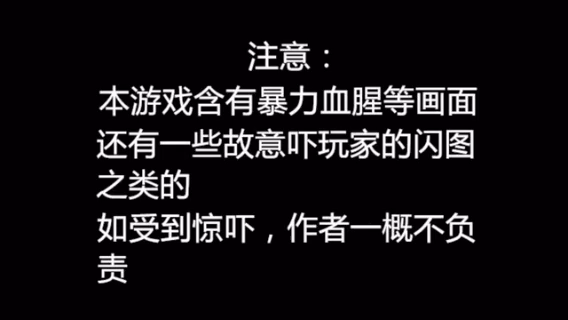 注意：
本游戏含有暴力血腥等画面
还有一些故意吓玩家的闪图
之类的
如受到惊吓，作者一概不负
责